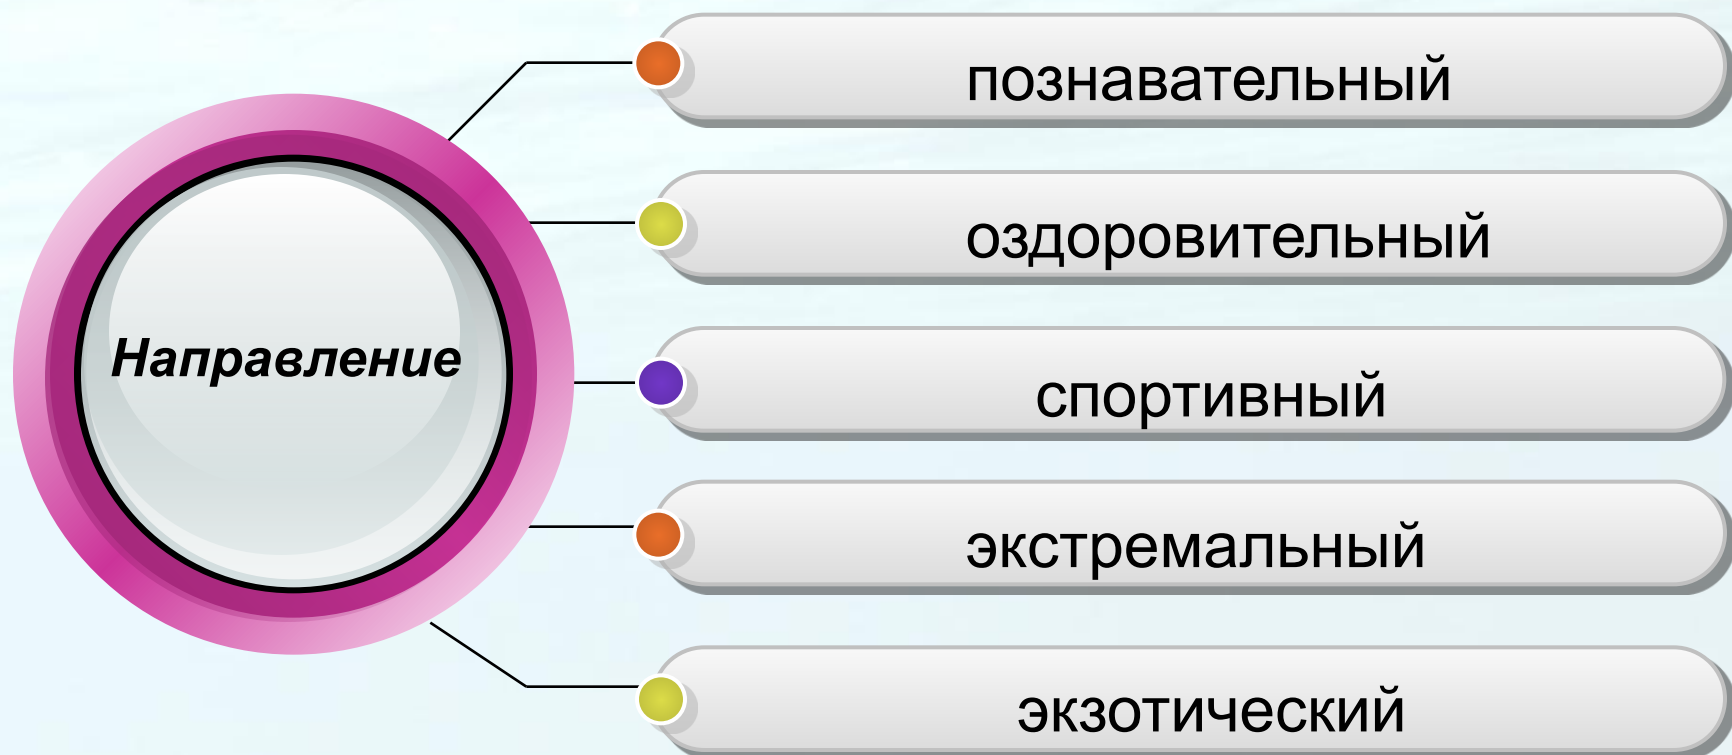 Направление
познавательный
оздоровительный
спортивный
экстремальный
экзотический